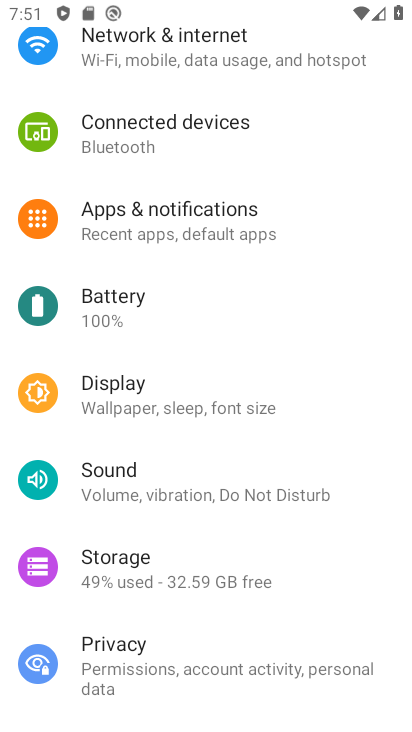 7:51
Network & internet
Wi-Fi, mobile, data usage, and hotspot
Connected devices
Bluetooth
Apps & notifications
Recent apps, default apps
Battery
100%
Display
Wallpaper, sleep, font size
Sound
Volume, vibration, Do Not Disturb
Storage
49% used - 32.59 GB free
Privacy
Permissions, account activity, personal
data